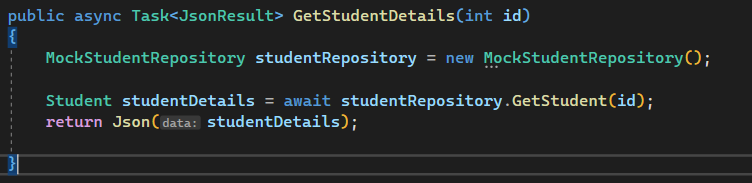 public async Task<JsonResult> GetStudentDetails(int id)
{
MockStudentRepository studentRepository = new MockStudentRepository();
Student studentDetails = await studentRepository.GetStudent(id);
return Json(data: studentDetails);
}